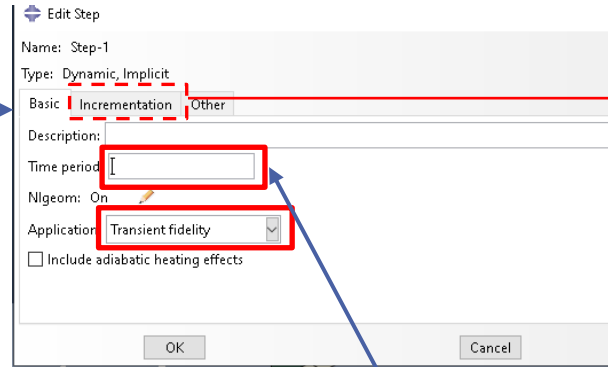 Edit Step
Name: Step-1
Type: Dynamic, Implicit
Basic Incrementation Other
Description:
Time period
Nlgeom: On
Application Transient fidelity
Include adiabatic heating effects
OK Cancel